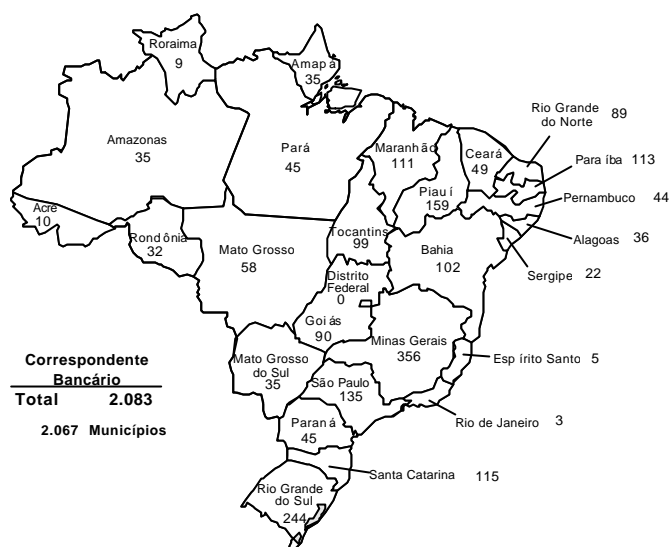 Roraima
9
Amapá
35
Rio Grande
do Norte 89
Amazonas
35
Pará
45
Maranhão
111
Ceará
49
Paraíba 113
Piauí
159
Pernambuco 44
Acre
10
Rondônia
32
Mato Grosso
58
Tocantins
99
Bahia
102
Alagoas 36
Sergipe 22
Distrito
Federal
0
Goiás
90
Minas Gerais
356
Espírito Santo 5
Mato Grosso
do Sul
35
São Paulo
135
Rio de Janeiro 3
Paraná
45
Santa Catarina 115
Rio Grande
do Sul
244
Correspondente
Bancário
Total 2.083
2.067 Municípios